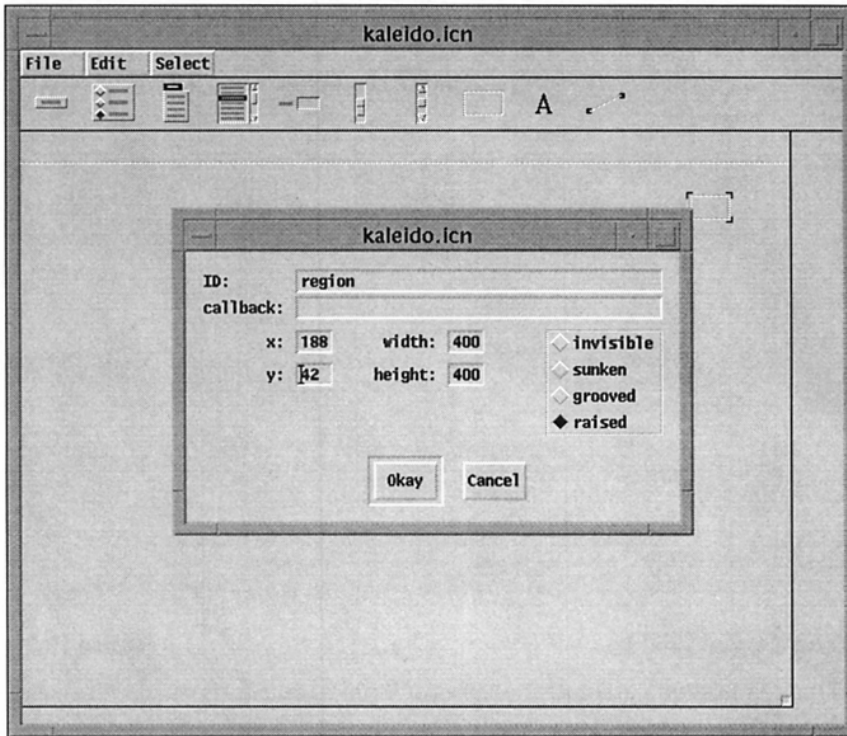 kaleido.icn
File Edit Select
A
kaleido.icn
ID: region
callback:
x: 188 width: 400 invisible
y: 42 height: 400 sunken
grooved
raised
Okay Cancel